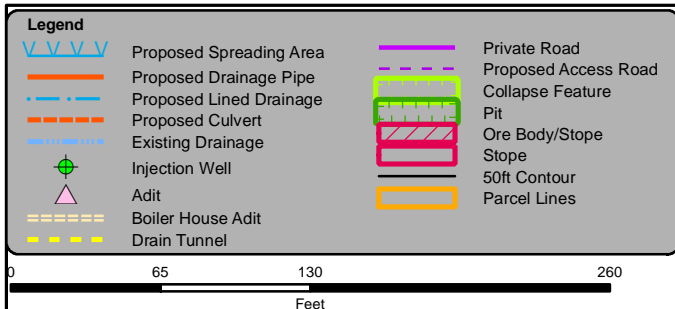 Legend
Proposed Spreading Area
Proposed Drainage Pipe
Proposed Lined Drainage
Proposed Culvert
Existing Drainage
Injection Well
Adit
Boiler House Adit
Drain Tunnel
Private Road
Proposed Access Road
Collapse Feature
Pit
Ore Body/Stope
Stope
50ft Contour
Parcel Lines
0 65 130 260
Feet